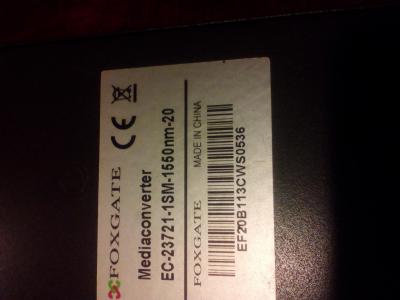 FOXGATE
Mediaconverter
EC-23721-1SM-1550nm-20
FOXGATE
MADE IN CHINA
EF20B113CWS0536